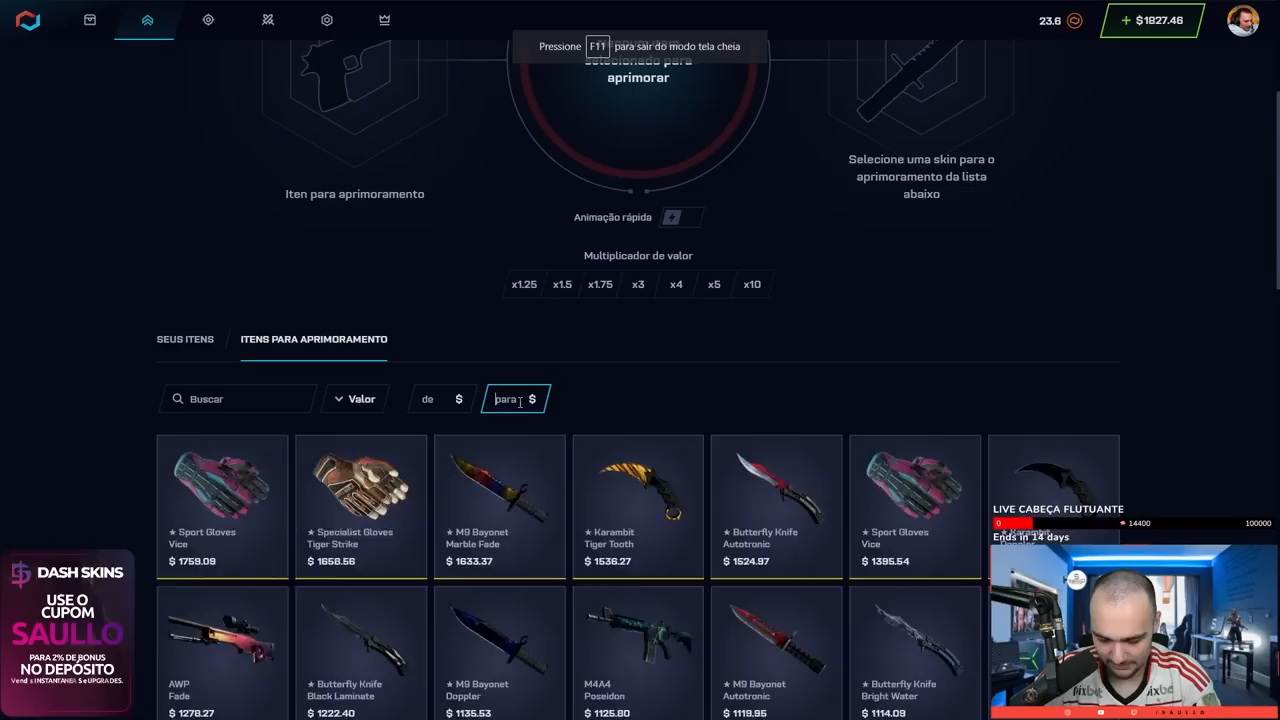 23.6
+ $1827.46
Pressione F11 para sair do modo tela cheia
selecionado para
aprimorar
Iten para aprimoramento
Selecione uma skin para o
aprimoramento da lista
abaixo
Animação rápida
Multiplicador de valor
x1.25 x1.5 x1.75 x3 x4 x5 x10
SEUS ITENS
ITENS PARA APRIMORAMENTO
Buscar
Valor
de $
para $
★ Sport Gloves
Vice
$ 1759.09
★ Specialist Gloves
Tiger Strike
$ 1658.56
★ M9 Bayonet
Marble Fade
$ 1633.37
★ Karambit
Tiger Tooth
$ 1536.27
★ Butterfly Knife
Autotronic
$ 1524.97
★ Sport Gloves
Vice
$ 1395.54
★ Karambit
Doppler
LIVE CABEÇA FLUTUANTE
0 14400 100000
Ends in 14 days
DASH SKINS
USE O
CUPOM
SAULLO
PARA 2% DE BONUS
NO DEPÓSITO
AWP
Fade
$ 1278.27
★ Butterfly Knife
Black Laminate
$ 1222.40
★ M9 Bayonet
Doppler
$ 1135.53
M4A4
Poseidon
$ 1125.80
★ M9 Bayonet
Autotronic
$ 1119.95
★ Butterfly Knife
Bright Water
$ 1114.09
pixbet
pixbe